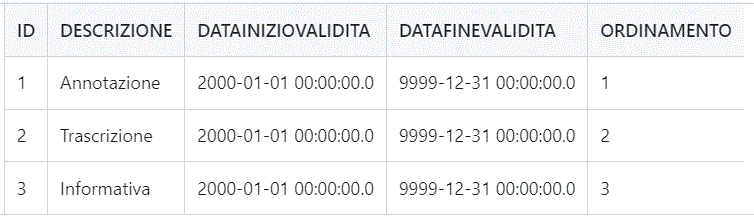 ID DESCRIZIONE DATAINIZIOVALIDITA DATAFINEVALIDITA ORDINAMENTO
1 Annotazione 2000-01-01 00:00:00.0 9999-12-31 00:00:00.0 1
2 Trascrizione 2000-01-01 00:00:00.0 9999-12-31 00:00:00.0 2
3 Informativa 2000-01-01 00:00:00.0 9999-12-31 00:00:00.0 3